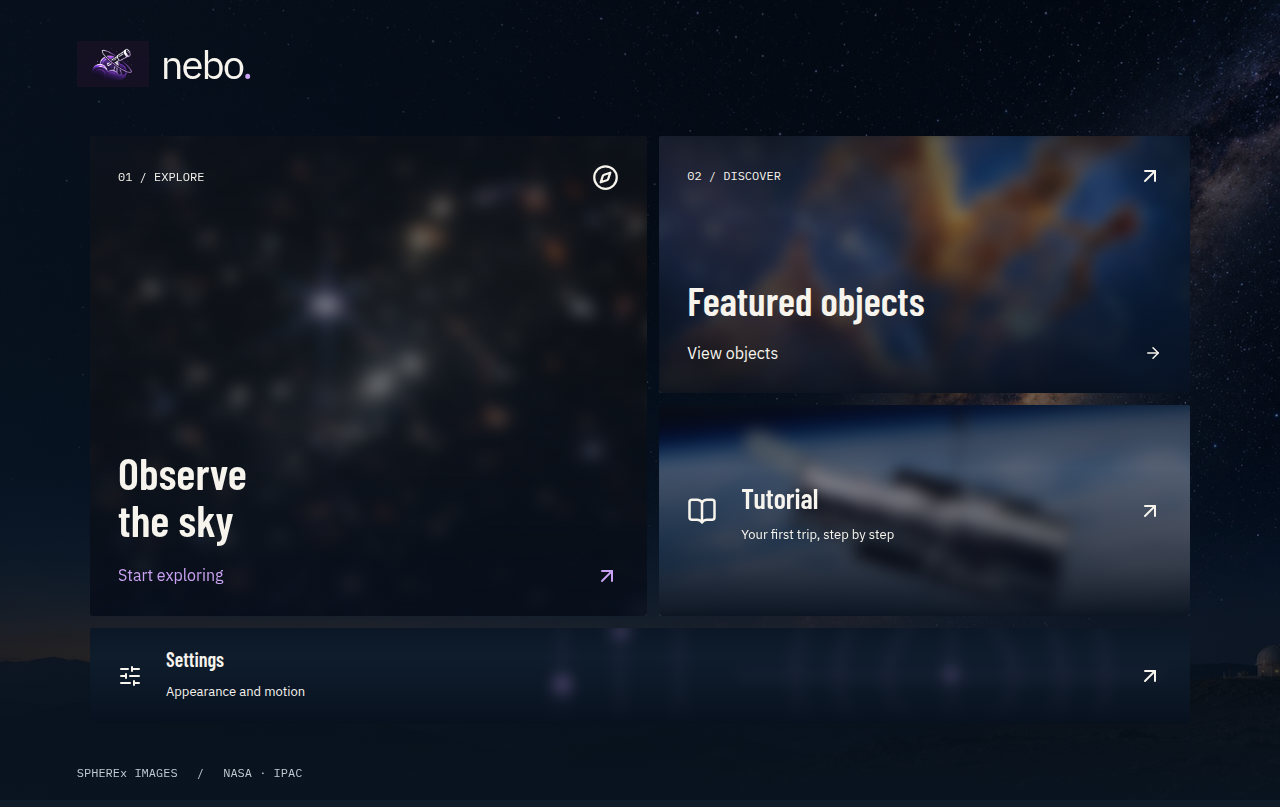 nebo.
01 / EXPLORE
Observe
the sky
Start exploring
02 / DISCOVER
Featured objects
View objects
Tutorial
Your first trip, step by step
Settings
Appearance and motion
SPHEREx IMAGES / NASA · IPAC